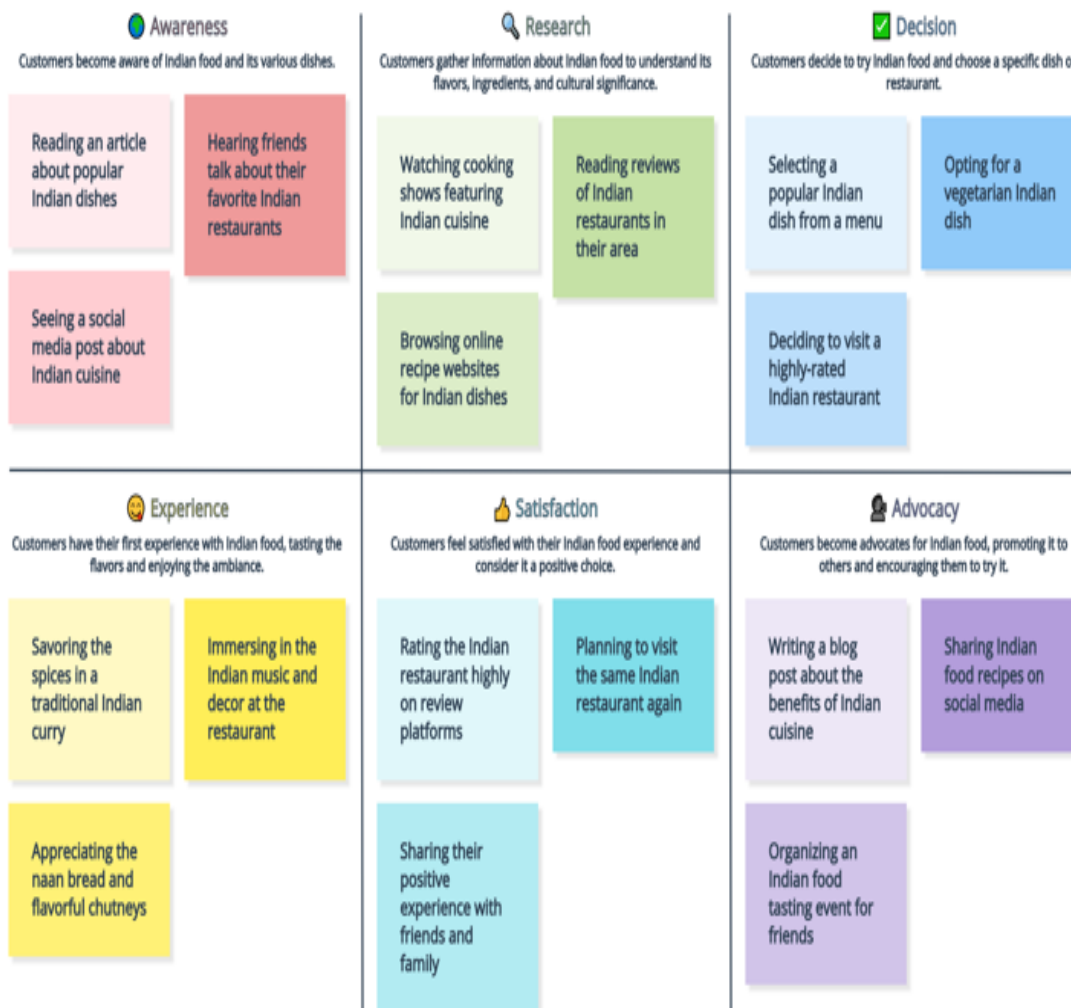 Awareness
Customers become aware of Indian food and its various dishes.
Reading an article
about popular
Indian dishes
Hearing friends
talk about their
favorite Indian
restaurants
Seeing a social
media post about
Indian cuisine
Research
Customers gather information about Indian food to understand its
flavors, ingredients, and cultural significance.
Watching cooking
shows featuring
Indian cuisine
Reading reviews
of Indian
restaurants in
their area
Browsing online
recipe websites
for Indian dishes
Decision
Customers decide to try Indian food and choose a specific dish o
restaurant.
Selecting a
popular Indian
dish from a menu
Opting for a
vegetarian Indian
dish
Deciding to visit a
highly-rated
Indian restaurant
Experience
Customers have their first experience with Indian food, tasting the
flavors and enjoying the ambiance.
Savoring the
spices in a
traditional Indian
curry
Immersing in the
Indian music and
decor at the
restaurant
Appreciating the
naan bread and
flavorful chutneys
Satisfaction
Customers feel satisfied with their Indian food experience and
consider it a positive choice.
Rating the Indian
restaurant highly
on review
platforms
Planning to visit
the same Indian
restaurant again
Sharing their
positive
experience with
friends and
family
Advocacy
Customers become advocates for Indian food, promoting it to
others and encouraging them to try it.
Writing a blog
post about the
benefits of Indian
cuisine
Sharing Indian
food recipes on
social media
Organizing an
Indian food
tasting event for
friends